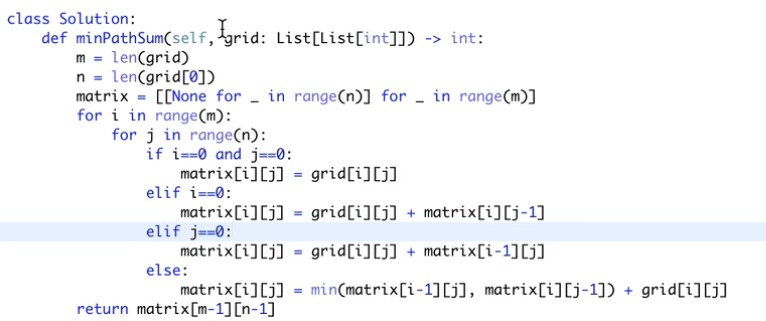 class Solution:
    def minPathSum(self, grid: List[List[int]]) -> int:
        m = len(grid)
        n = len(grid[0])
        matrix = [[None for _ in range(n)] for _ in range(m)]
        for i in range(m):
            for j in range(n):
                if i==0 and j==0:
                    matrix[i][j] = grid[i][j]
                elif i==0:
                    matrix[i][j] = grid[i][j] + matrix[i][j-1]
                elif j==0:
                    matrix[i][j] = grid[i][j] + matrix[i-1][j]
                else:
                    matrix[i][j] = min(matrix[i-1][j], matrix[i][j-1]) + grid[i][j]
        return matrix[m-1][n-1]